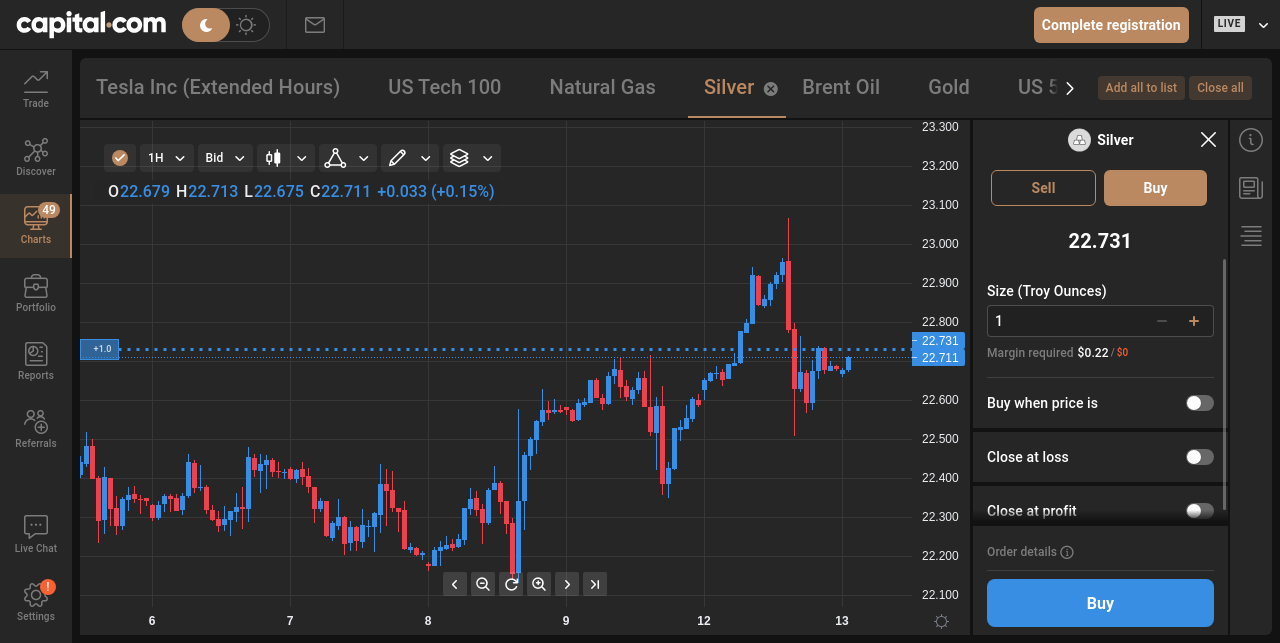 capital.com
Complete registration
LIVE
Trade
Discover
49
Charts
Portfolio
Reports
Referrals
Live Chat
!
Settings
Tesla Inc (Extended Hours) US Tech 100 Natural Gas Silver Brent Oil Gold US 5
Add all to list Close all
1H Bid
O22.679 H22.713 L22.675 C22.711 +0.033 (+0.15%)
+1.0
23.300
23.200
23.100
23.000
22.900
22.800
22.731
22.711
22.600
22.500
22.400
22.300
22.200
22.100
6 7 8 9 12 13
Silver
Sell Buy
22.731
Size (Troy Ounces)
1
Margin required $0.22 / $0
Buy when price is
Close at loss
Close at profit
Order details
Buy